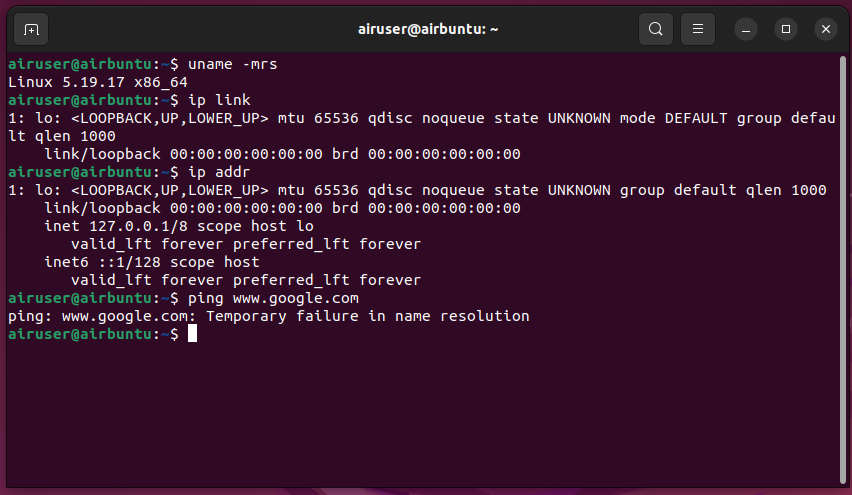 airuser@airbuntu: ~
airuser@airbuntu:~$ uname -mrs
Linux 5.19.17 x86_64
airuser@airbuntu:~$ ip link
1: lo: <LOOPBACK,UP,LOWER_UP> mtu 65536 qdisc noqueue state UNKNOWN mode DEFAULT group defau
lt qlen 1000
    link/loopback 00:00:00:00:00:00 brd 00:00:00:00:00:00
airuser@airbuntu:~$ ip addr
1: lo: <LOOPBACK,UP,LOWER_UP> mtu 65536 qdisc noqueue state UNKNOWN group default qlen 1000
    link/loopback 00:00:00:00:00:00 brd 00:00:00:00:00:00
    inet 127.0.0.1/8 scope host lo
       valid_lft forever preferred_lft forever
    inet6 ::1/128 scope host
       valid_lft forever preferred_lft forever
airuser@airbuntu:~$ ping www.google.com
ping: www.google.com: Temporary failure in name resolution
airuser@airbuntu:~$